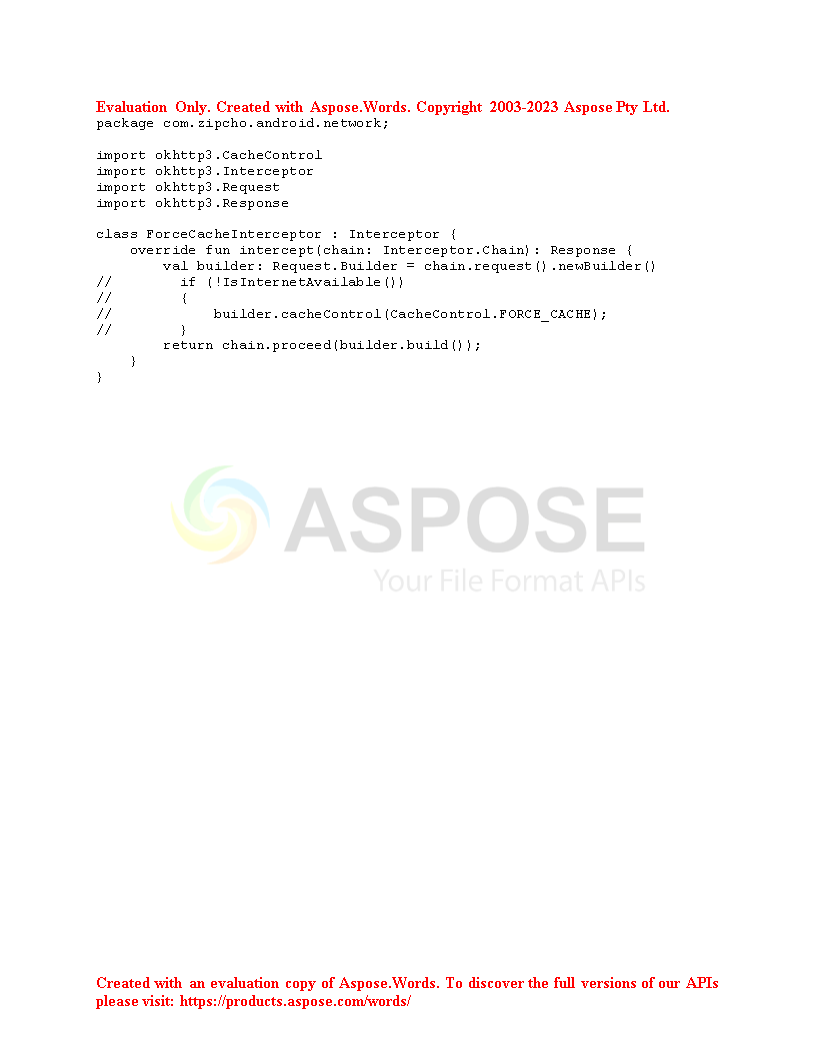 Evaluation Only. Created with Aspose.Words. Copyright 2003-2023 Aspose Pty Ltd.
package com.zipcho.android.network;

import okhttp3.CacheControl
import okhttp3.Interceptor
import okhttp3.Request
import okhttp3.Response

class ForceCacheInterceptor : Interceptor {
    override fun intercept(chain: Interceptor.Chain): Response {
        val builder: Request.Builder = chain.request().newBuilder()
//        if (!IsInternetAvailable())
//        {
//            builder.cacheControl(CacheControl.FORCE_CACHE);
//        }
        return chain.proceed(builder.build());
    }
}
ASPOSE
Your File Format APIs
Created with an evaluation copy of Aspose.Words. To discover the full versions of our APIs
please visit: https://products.aspose.com/words/